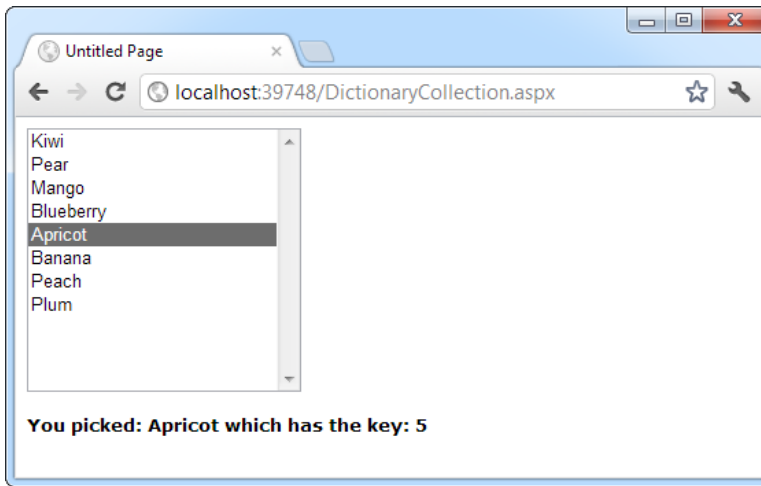 Untitled Page
localhost:39748/DictionaryCollection.aspx
Kiwi
Pear
Mango
Blueberry
Apricot
Banana
Peach
Plum
You picked: Apricot which has the key: 5